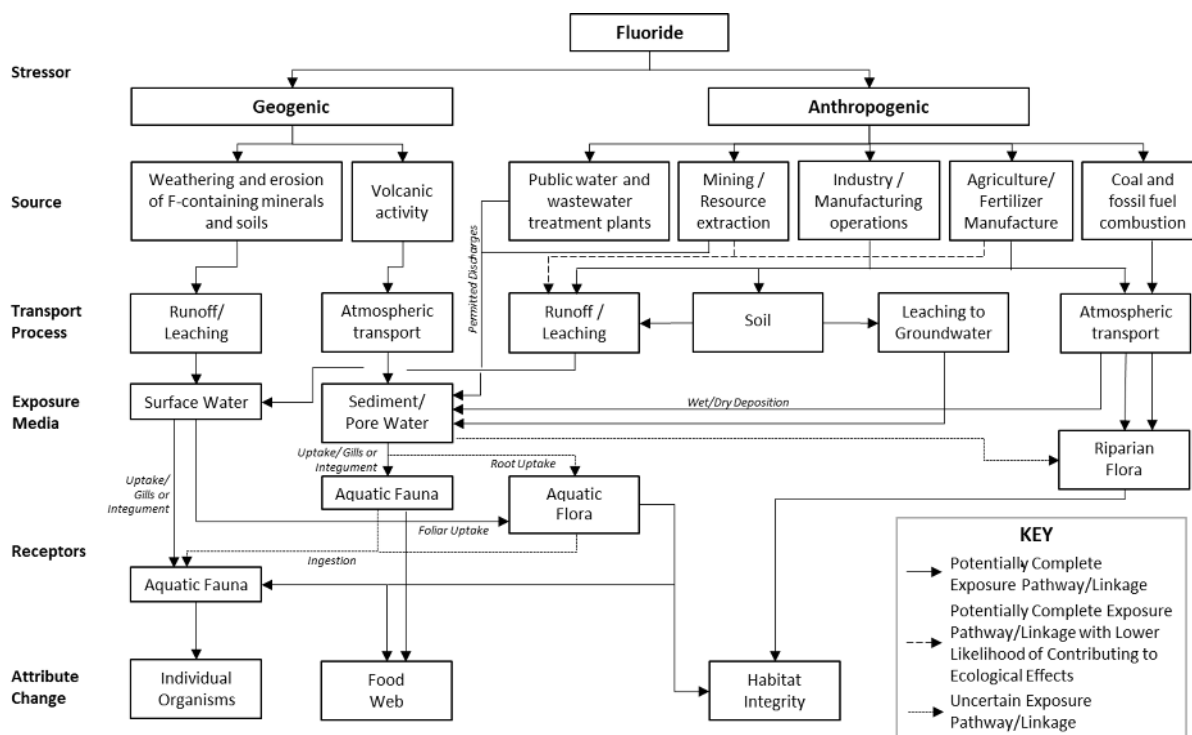 Fluoride
Stressor
Geogenic
Anthropogenic
Source
Weathering and erosion
of F-containing minerals
and soils
Volcanic
activity
Public water and
wastewater
treatment plants
Mining /
Resource
extraction
Industry /
Manufacturing
operations
Agriculture/
Fertilizer
Manufacture
Coal and
fossil fuel
combustion
Permitted Discharges
Transport
Process
Runoff/
Leaching
Atmospheric
transport
Runoff /
Leaching
Soil
Leaching to
Groundwater
Atmospheric
transport
Exposure
Media
Surface Water
Sediment/
Pore Water
Wet/Dry Deposition
Riparian
Flora
Uptake/
Gills or
Integument
Uptake/ Gills or
Integument
Root Uptake
Receptors
Aquatic Fauna
Aquatic
Flora
Foliar Uptake
Ingestion
Aquatic Fauna
Attribute
Change
Individual
Organisms
Food
Web
Habitat
Integrity
KEY
Potentially Complete
Exposure Pathway/Linkage
Potentially Complete Exposure
Pathway/Linkage with Lower
Likelihood of Contributing to
Ecological Effects
Uncertain Exposure
Pathway/Linkage